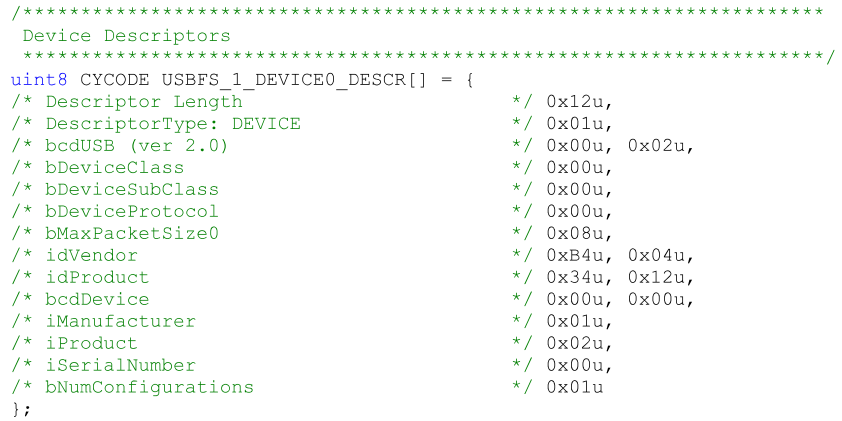 /*********************************************************************
 Device Descriptors
 *********************************************************************/
uint8 CYCODE USBFS_1_DEVICE0_DESCR[] = {
/* Descriptor Length                       */ 0x12u,
/* DescriptorType: DEVICE                  */ 0x01u,
/* bcdUSB (ver 2.0)                        */ 0x00u, 0x02u,
/* bDeviceClass                            */ 0x00u,
/* bDeviceSubClass                         */ 0x00u,
/* bDeviceProtocol                         */ 0x00u,
/* bMaxPacketSize0                         */ 0x08u,
/* idVendor                                */ 0xB4u, 0x04u,
/* idProduct                               */ 0x34u, 0x12u,
/* bcdDevice                               */ 0x00u, 0x00u,
/* iManufacturer                           */ 0x01u,
/* iProduct                                */ 0x02u,
/* iSerialNumber                           */ 0x00u,
/* bNumConfigurations                      */ 0x01u
};